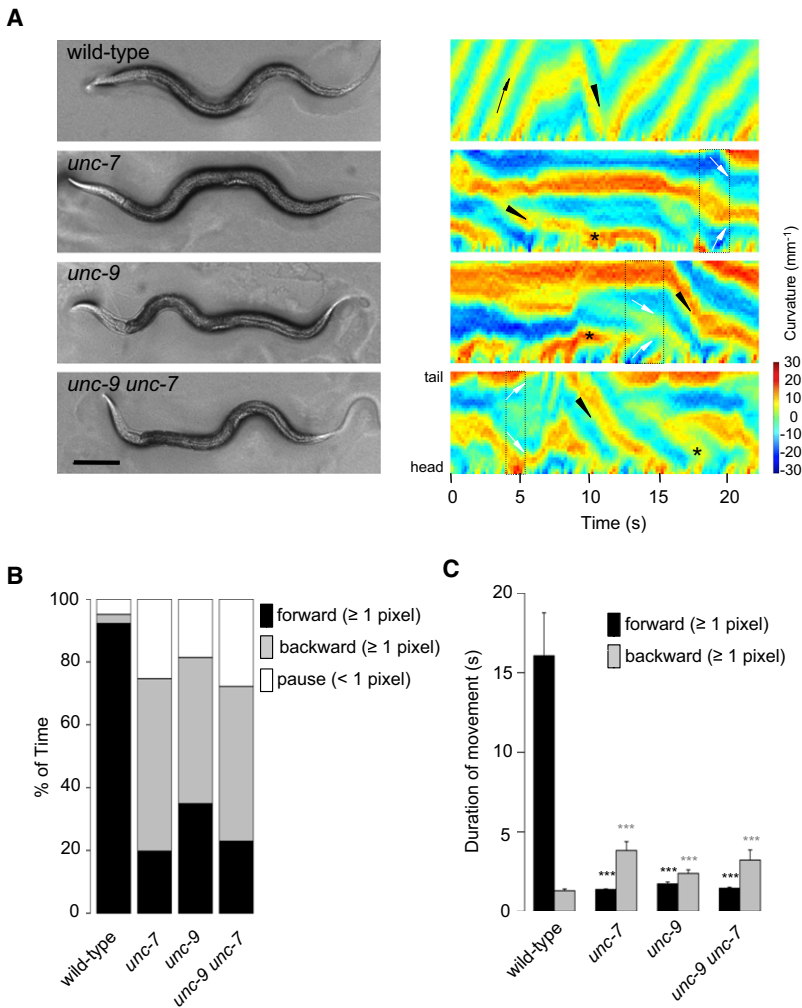 A
wild-type
unc-7
unc-9
unc-9 unc-7
tail
head
*
*
*
0 5 10 15 20
Time (s)
Curvature (mm⁻¹)
30
20
10
0
-10
-20
-30
B
100
80
60
40
20
0
% of Time
forward (≥ 1 pixel)
backward (≥ 1 pixel)
pause (< 1 pixel)
wild-type
unc-7
unc-9
unc-9 unc-7
C
20
15
10
5
0
Duration of movement (s)
forward (≥ 1 pixel)
backward (≥ 1 pixel)
*** ***
*** ***
*** ***
wild-type
unc-7
unc-9
unc-9 unc-7